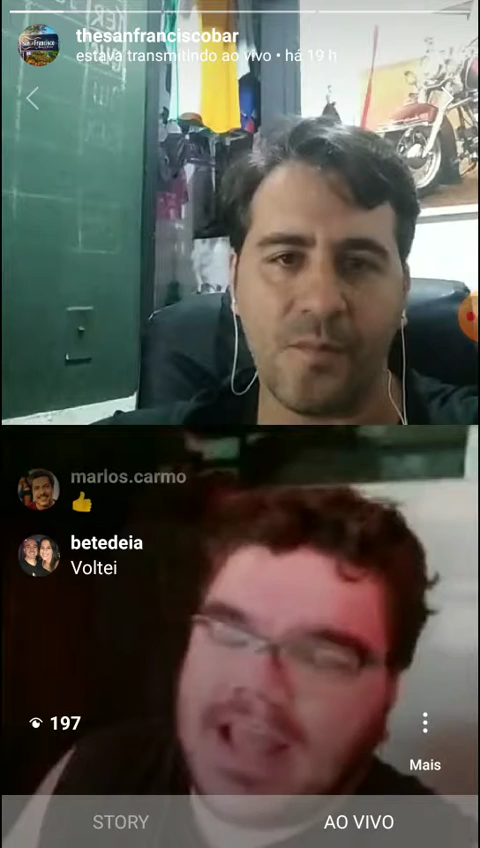 thesanfranciscobar
estava transmitindo ao vivo • há 19 h
marlos.carmo
👍
betedeia
Voltei
197
Mais
STORY
AO VIVO